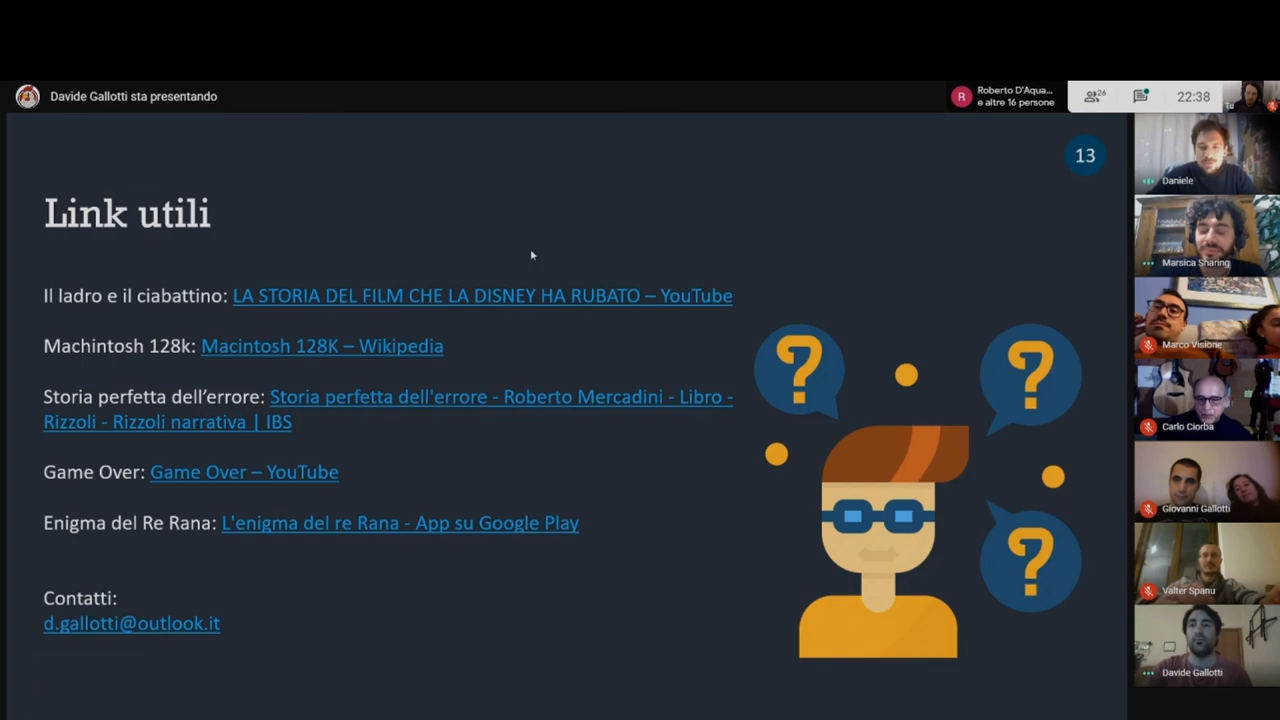 Davide Gallotti sta presentando
R
Roberto D'Aqua...
e altre 16 persone
26
22:38
Tu
13
Link utili
Il ladro e il ciabattino: LA STORIA DEL FILM CHE LA DISNEY HA RUBATO – YouTube
Machintosh 128k: Macintosh 128K – Wikipedia
Storia perfetta dell’errore: Storia perfetta dell'errore - Roberto Mercadini - Libro -
Rizzoli - Rizzoli narrativa | IBS
Game Over: Game Over – YouTube
Enigma del Re Rana: L'enigma del re Rana - App su Google Play
Contatti:
d.gallotti@outlook.it
?
?
?
Daniele
Marsica Sharing
Marco Visione
Carlo Ciorba
Giovanni Gallotti
Valter Spanu
Davide Gallotti